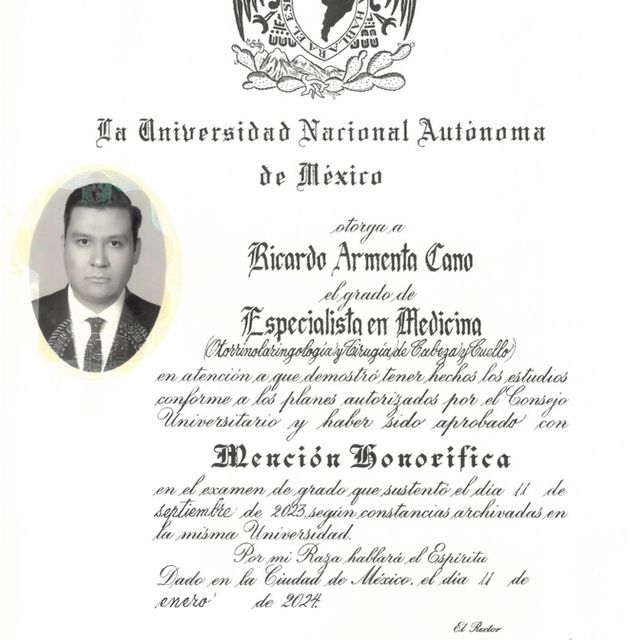 HABLARA EL ES
La Universidad Nacional Autónoma
de México
otorga a
Ricardo Armenta Cano
el grado de
Especialista en Medicina
(Otorrinolaringología y Cirugía de Cabeza y Cuello)
en atención a que demostró tener hechos los estudios
conforme a los planes autorizados por el Consejo
Universitario y haber sido aprobado con
Mención Honorífica
en el examen de grado que sustentó el día 11 de
septiembre de 2023, según constancias archivadas en
la misma Universidad.
Por mi Raza hablará el Espíritu
Dado en la Ciudad de México, el día 11 de
enero de 2024.
El Rector